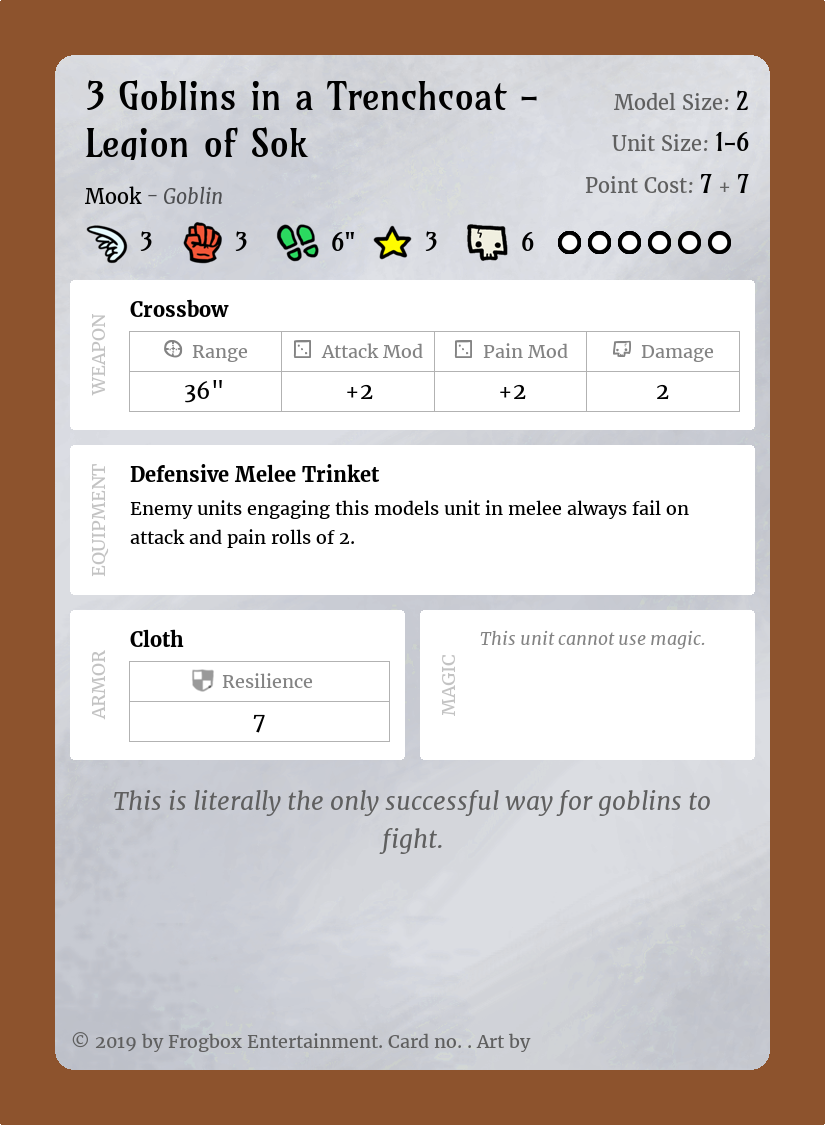 3 Goblins in a Trenchcoat -
Legion of Sok
Model Size: 2
Unit Size: 1-6
Point Cost: 7 + 7
Mook - Goblin
3 3 6" 3 6
WEAPON
Crossbow
Range Attack Mod Pain Mod Damage
36" +2 +2 2
EQUIPMENT
Defensive Melee Trinket
Enemy units engaging this models unit in melee always fail on
attack and pain rolls of 2.
ARMOR
Cloth
Resilience
7
MAGIC
This unit cannot use magic.
This is literally the only successful way for goblins to
fight.
© 2019 by Frogbox Entertainment. Card no. . Art by